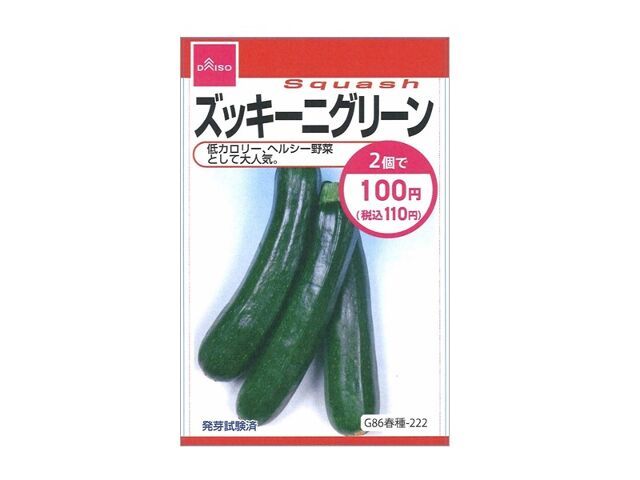 DAISO
Squash
ズッキーニグリーン
低カロリー、ヘルシー野菜
として大人気。
2個で
100円
(税込110円)
発芽試験済
G86春種-222